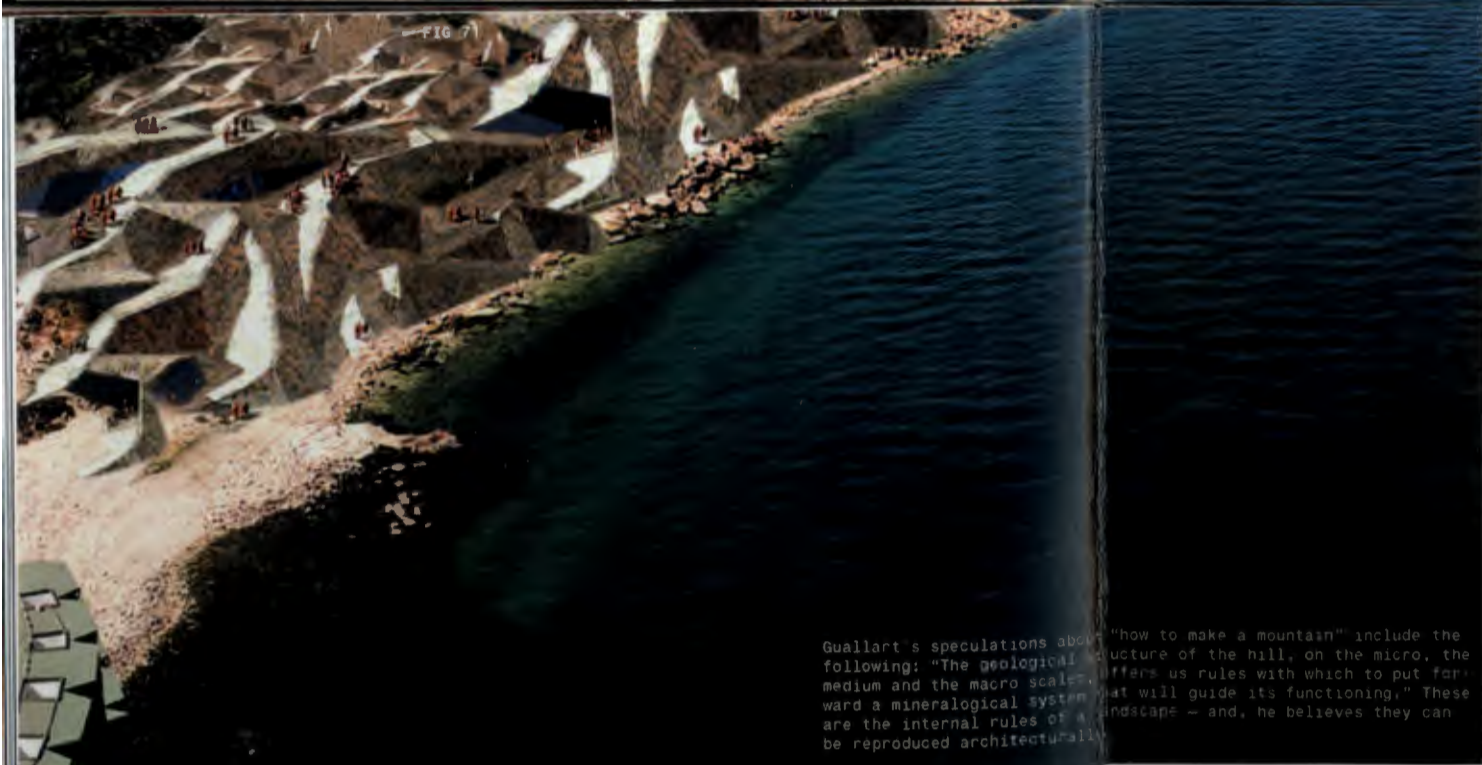 FIG 7
Guallart's speculations about "how to make a mountain" include the
following: "The geological structure of the hill, on the micro, the
medium and the macro scales, offers us rules with which to put for-
ward a mineralogical system that will guide its functioning." These
are the internal rules of a landscape — and, he believes they can
be reproduced architecturally